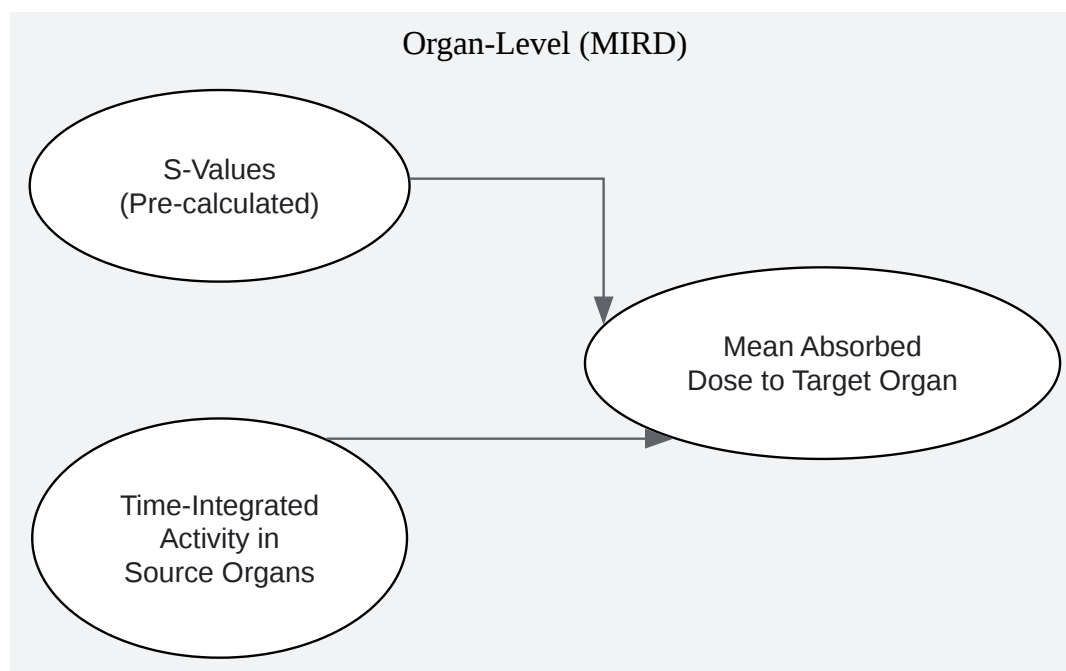 Organ-Level (MIRD)
S-Values
(Pre-calculated)
Mean Absorbed
Dose to Target Organ
Time-Integrated
Activity in
Source Organs